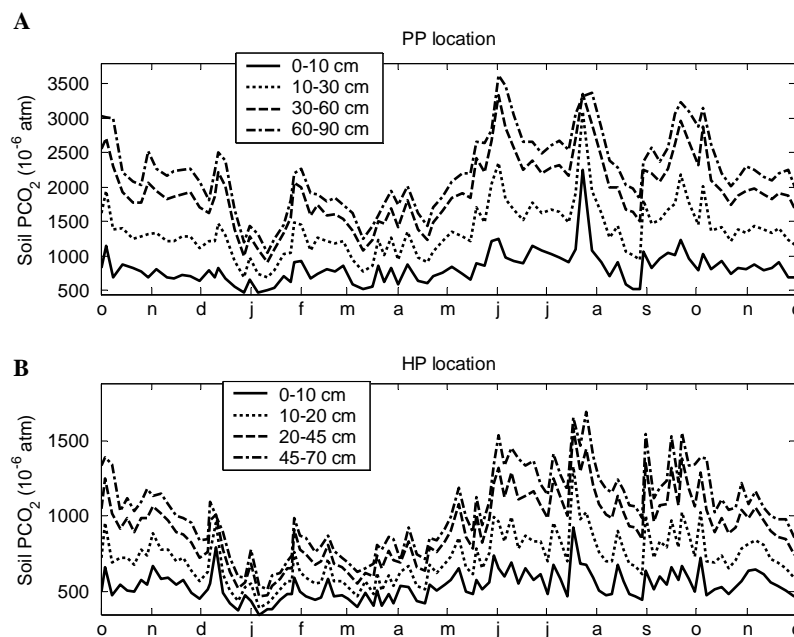 A
PP location
0-10 cm
10-30 cm
30-60 cm
60-90 cm
Soil PCO2 (10-6 atm)
3500
3000
2500
2000
1500
1000
500
o n d j f m a m j j a s o n d
B
HP location
0-10 cm
10-20 cm
20-45 cm
45-70 cm
Soil PCO2 (10-6 atm)
1500
1000
500
o n d j f m a m j j a s o n